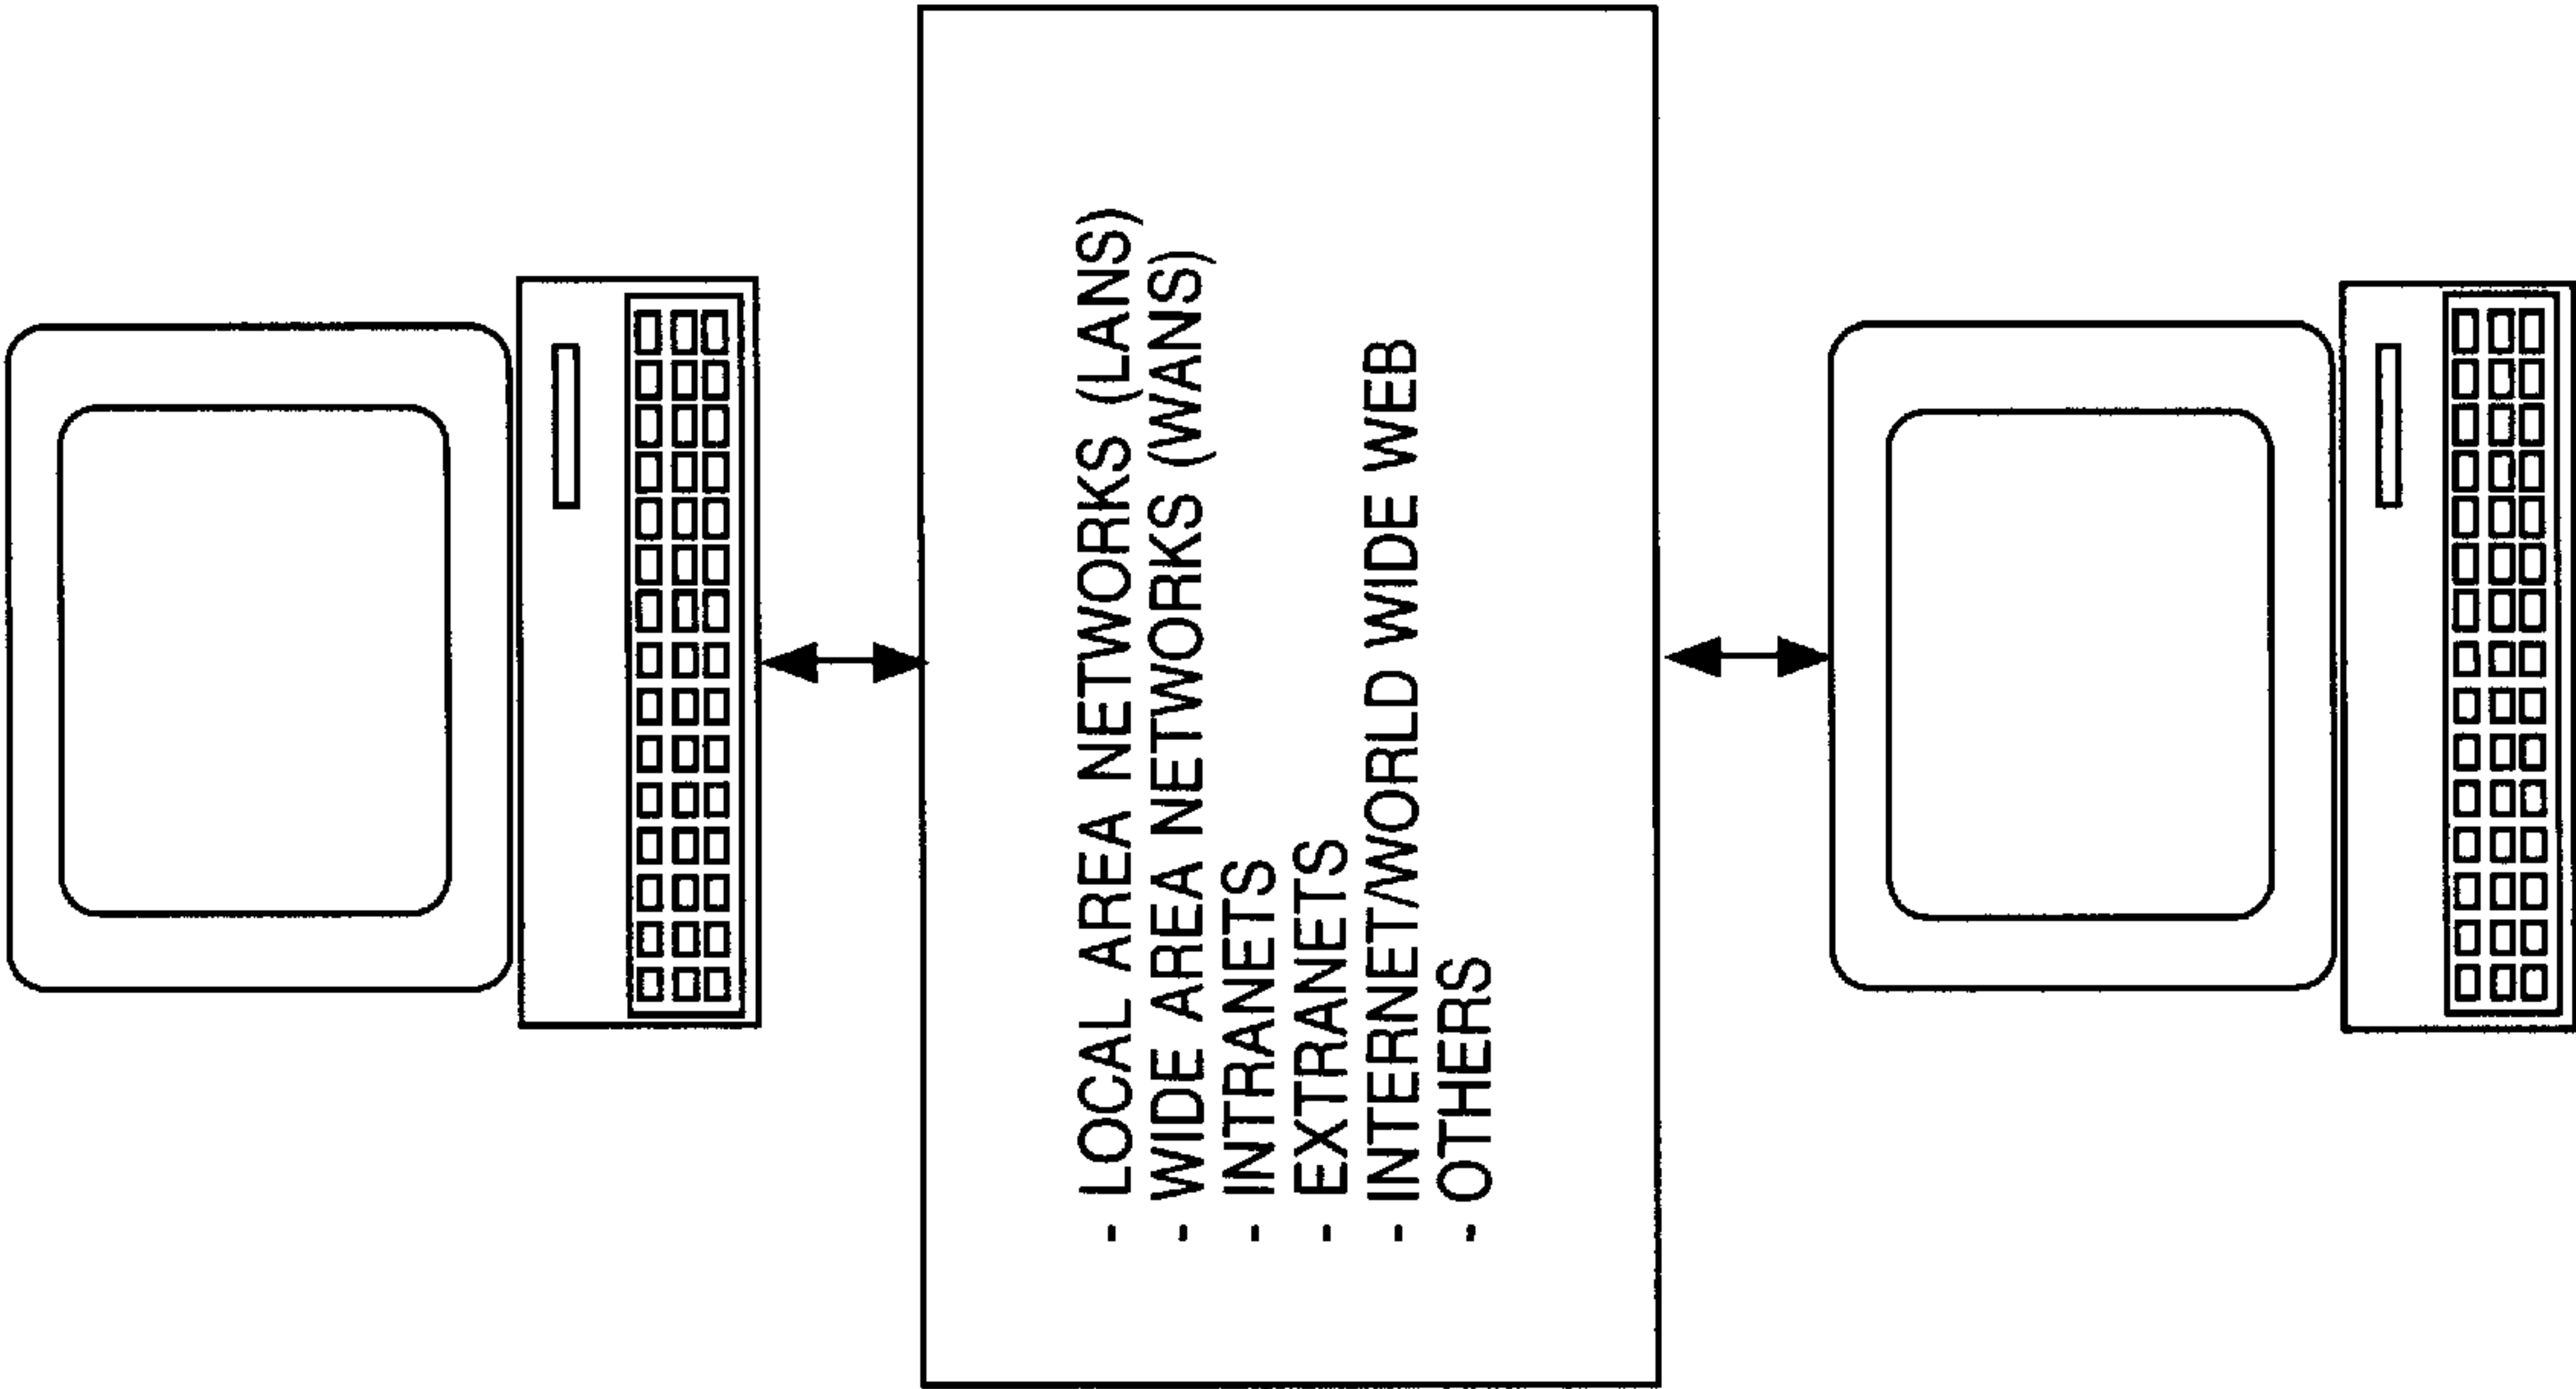 - LOCAL AREA NETWORKS (LANS)
- WIDE AREA NETWORKS (WANS)
- INTRANETS
- EXTRANETS
- INTERNET/WORLD WIDE WEB
- OTHERS